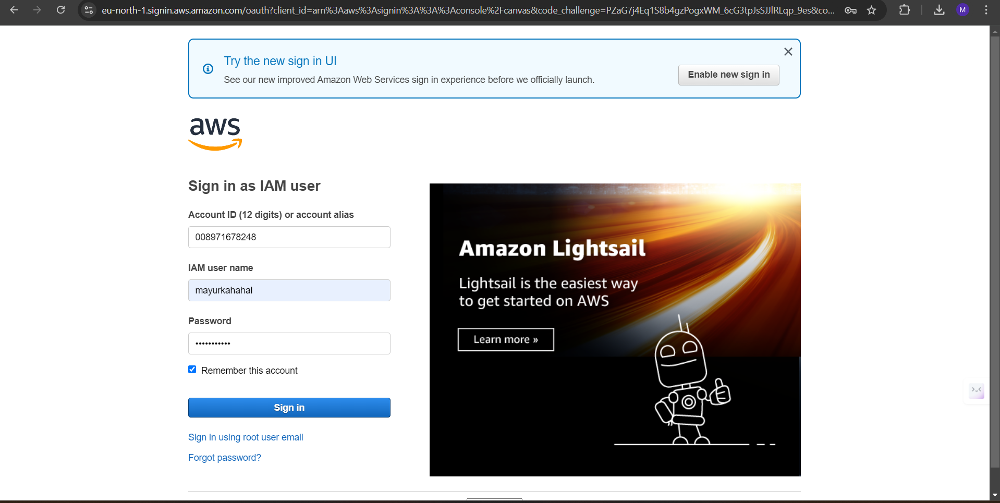 eu-north-1.signin.aws.amazon.com/oauth?client_id=arn%3Aaws%3Asignin%3A%3A%3Aconsole%2Fcanvas&code_challenge=PZaG7j4Eq1S8b4gzPogxWM_6cG3tpJsSJJlRLqp_9es&co...
M
Try the new sign in UI
See our new improved Amazon Web Services sign in experience before we officially launch.
Enable new sign in
aws
Sign in as IAM user
Account ID (12 digits) or account alias
008971678248
IAM user name
mayurkahahai
Password
•••••••••••
Remember this account
Sign in
Sign in using root user email
Forgot password?
Amazon Lightsail
Lightsail is the easiest way
to get started on AWS
Learn more »